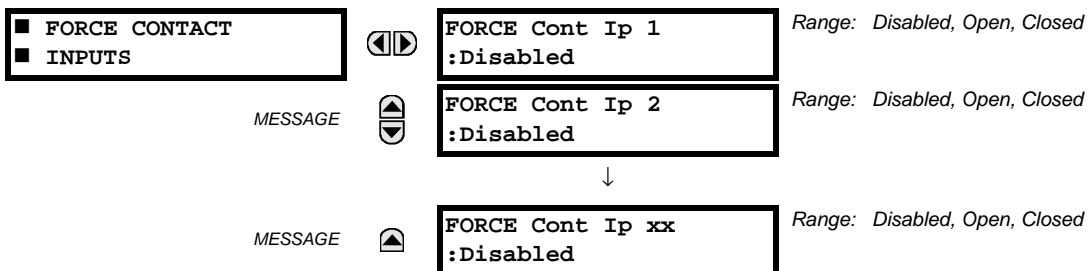 ■ FORCE CONTACT
■ INPUTS
FORCE Cont Ip 1
:Disabled
Range: Disabled, Open, Closed
MESSAGE
FORCE Cont Ip 2
:Disabled
Range: Disabled, Open, Closed
↓
MESSAGE
FORCE Cont Ip xx
:Disabled
Range: Disabled, Open, Closed